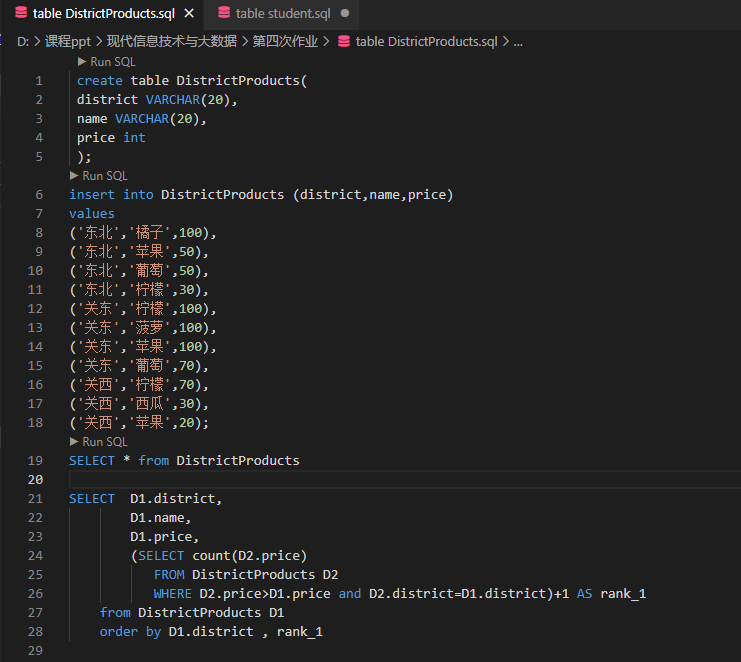 table DistrictProducts.sql × table student.sql ●
D: > 课程ppt > 现代信息技术与大数据 > 第四次作业 > table DistrictProducts.sql > ...
▶ Run SQL
1 create table DistrictProducts(
2 district VARCHAR(20),
3 name VARCHAR(20),
4 price int
5 );
▶ Run SQL
6 insert into DistrictProducts (district,name,price)
7 values
8 ('东北','橘子',100),
9 ('东北','苹果',50),
10 ('东北','葡萄',50),
11 ('东北','柠檬',30),
12 ('关东','柠檬',100),
13 ('关东','菠萝',100),
14 ('关东','苹果',100),
15 ('关东','葡萄',70),
16 ('关西','柠檬',70),
17 ('关西','西瓜',30),
18 ('关西','苹果',20);
▶ Run SQL
19 SELECT * from DistrictProducts
20
21 SELECT  D1.district,
22 D1.name,
23 D1.price,
24 (SELECT count(D2.price)
25 FROM DistrictProducts D2
26 WHERE D2.price>D1.price and D2.district=D1.district)+1 AS rank_1
27 from DistrictProducts D1
28 order by D1.district , rank_1
29